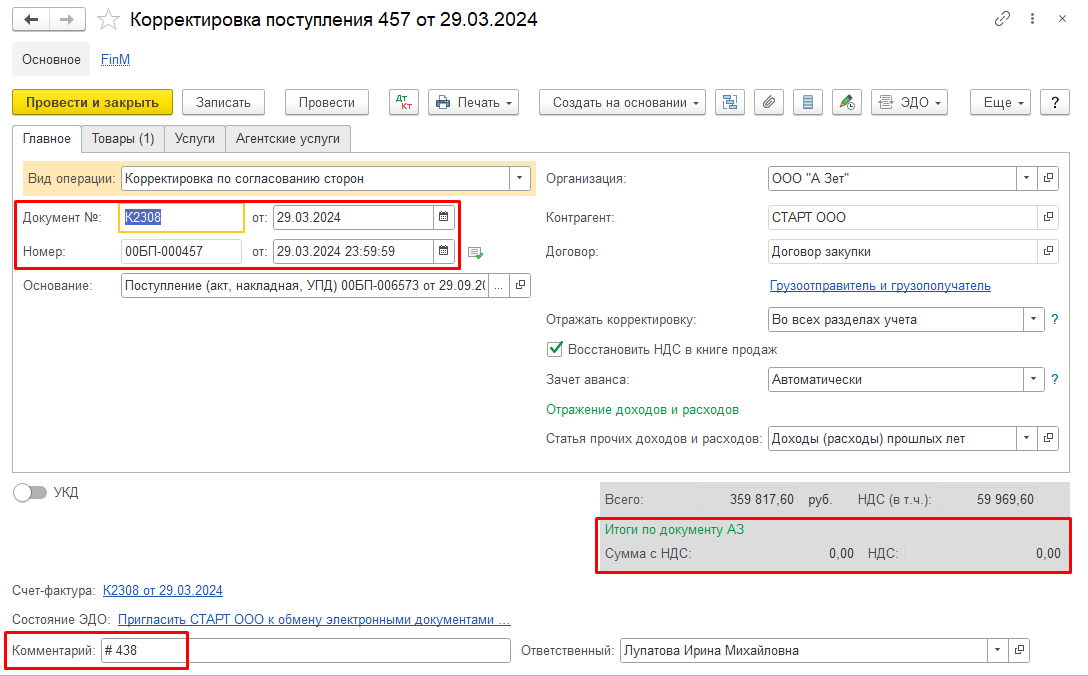 Корректировка поступления 457 от 29.03.2024
Основное FinM
Провести и закрыть Записать Провести Дт Кт Печать Создать на основании ЭДО Еще ?
Главное Товары (1) Услуги Агентские услуги
Вид операции: Корректировка по согласованию сторон Организация: ООО "А Зет"
Документ №: К2308 от: 29.03.2024 Контрагент: СТАРТ ООО
Номер: 00БП-000457 от: 29.03.2024 23:59:59 Договор: Договор закупки
Основание: Поступление (акт, накладная, УПД) 00БП-006573 от 29.09.20 ... Грузоотправитель и грузополучатель
Отражать корректировку: Во всех разделах учета ?
Восстановить НДС в книге продаж
Зачет аванса: Автоматически ?
Отражение доходов и расходов
Статья прочих доходов и расходов: Доходы (расходы) прошлых лет
УКД Всего: 359 817,60 руб. НДС (в т.ч.): 59 969,60
Итоги по документу АЗ
Сумма с НДС: 0,00 НДС: 0,00
Счет-фактура: К2308 от 29.03.2024
Состояние ЭДО: Пригласить СТАРТ ООО к обмену электронными документами ...
Комментарий: # 438 Ответственный: Лупатова Ирина Михайловна